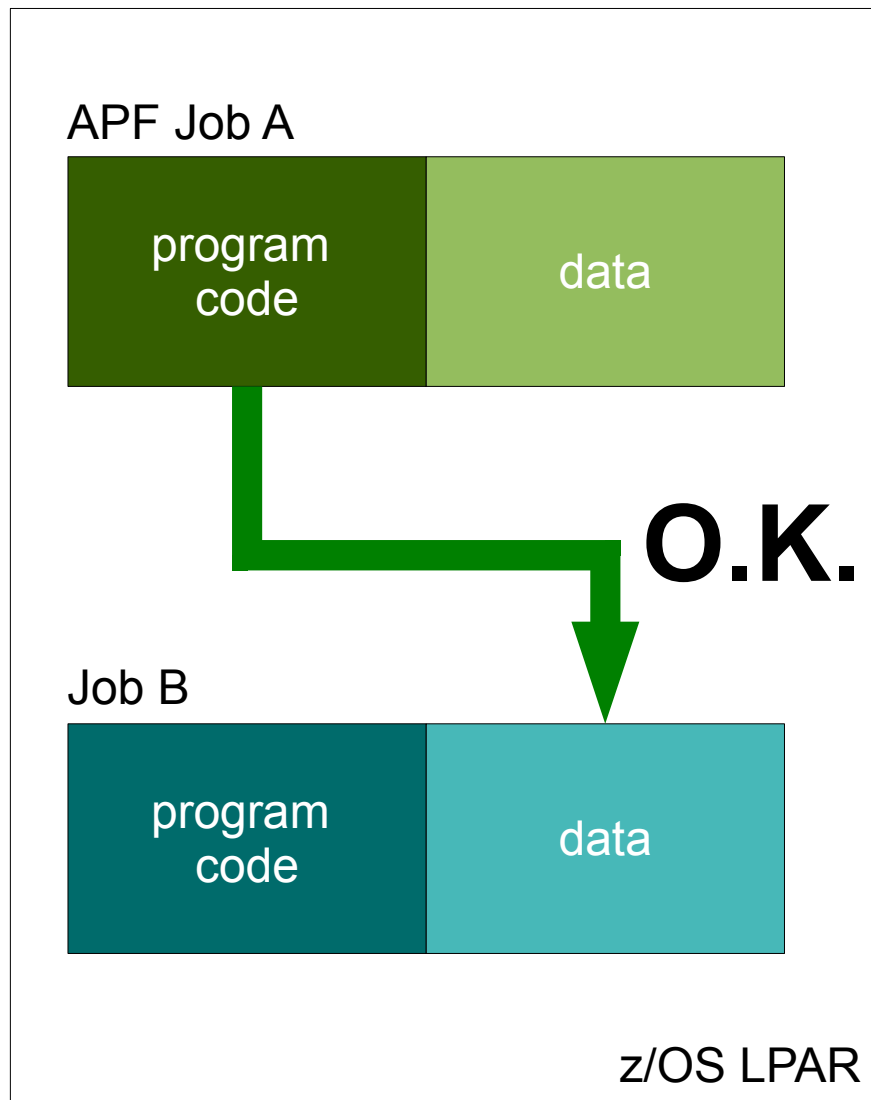 APF Job A
program
code
data
O.K.
Job B
program
code
data
z/OS LPAR